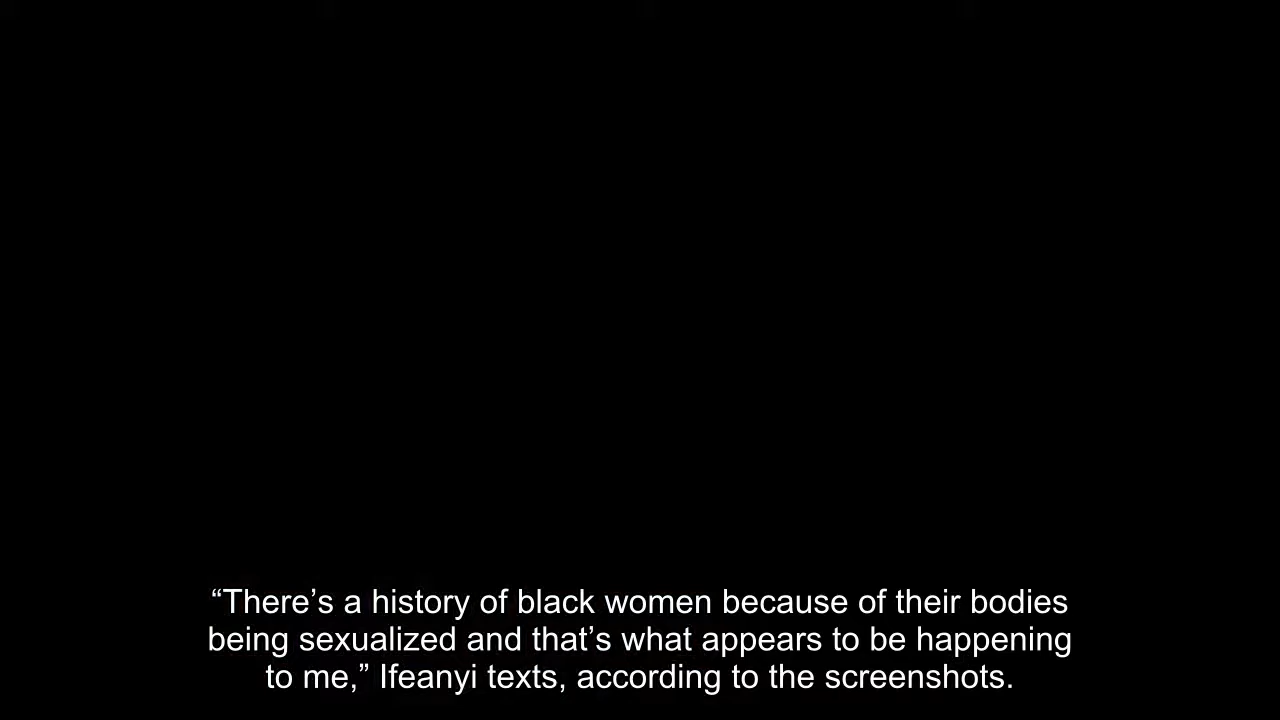 “There’s a history of black women because of their bodies
being sexualized and that’s what appears to be happening
to me,” Ifeanyi texts, according to the screenshots.